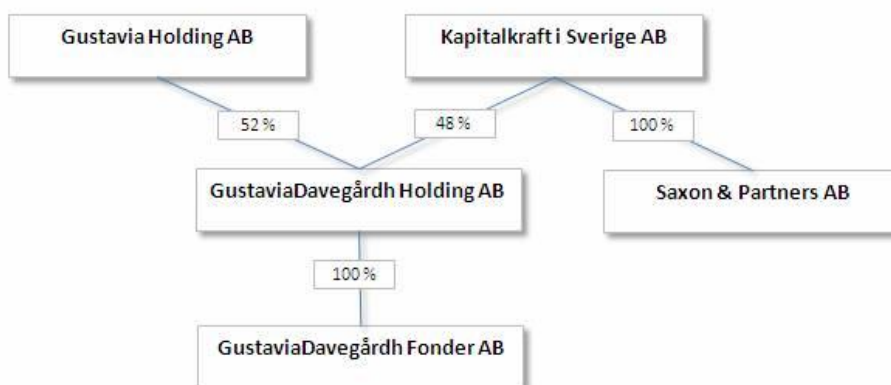 Gustavia Holding AB
Kapitalkraft i Sverige AB
52 %
48 %
100 %
GustaviaDavegårdh Holding AB
Saxon & Partners AB
100 %
GustaviaDavegårdh Fonder AB